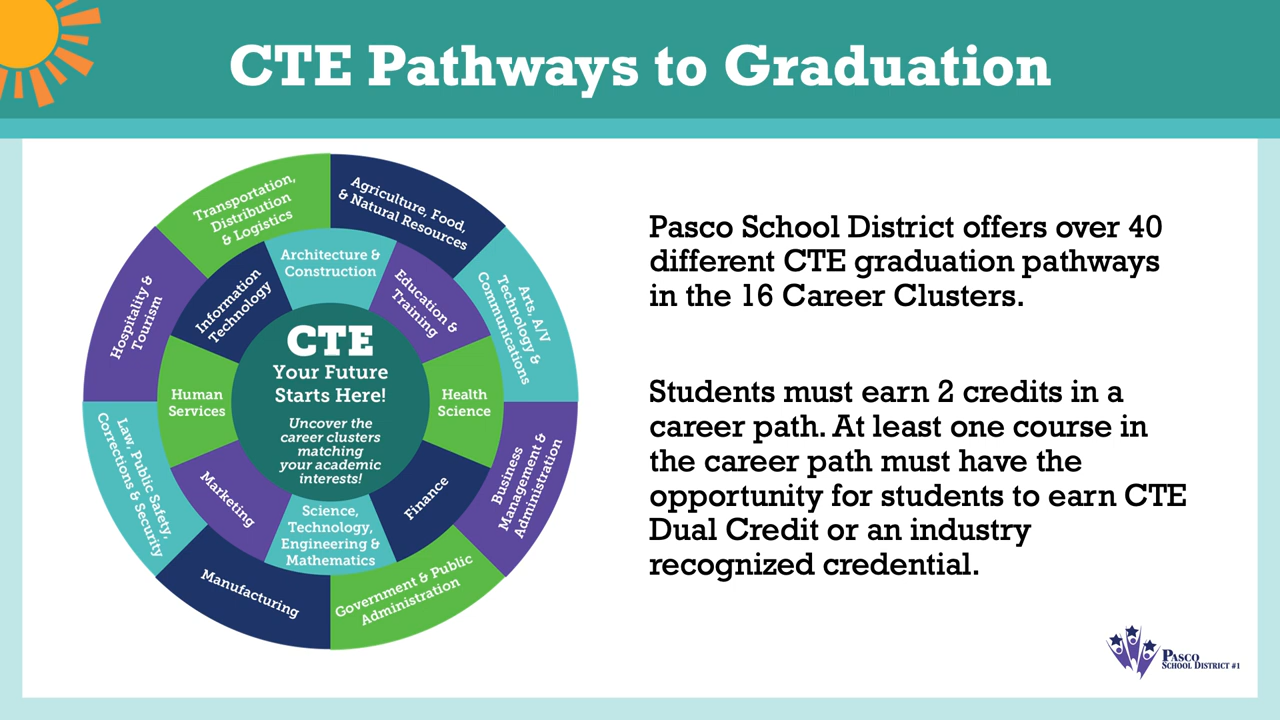 CTE Pathways to Graduation
Transportation,
Distribution
& Logistics
Agriculture, Food,
& Natural Resources
Arts, A/V
Technology &
Communications
Business
Management &
Administration
Government & Public
Administration
Manufacturing
Law, Public Safety,
Corrections & Security
Hospitality &
Tourism
Architecture &
Construction
Education &
Training
Health
Science
Finance
Science,
Technology,
Engineering &
Mathematics
Marketing
Human
Services
Information
Technology
CTE
Your Future
Starts Here!
Uncover the
career clusters
matching
your academic
interests!
Pasco School District offers over 40
different CTE graduation pathways
in the 16 Career Clusters.
Students must earn 2 credits in a
career path. At least one course in
the career path must have the
opportunity for students to earn CTE
Dual Credit or an industry
recognized credential.
PASCO
SCHOOL DISTRICT #1